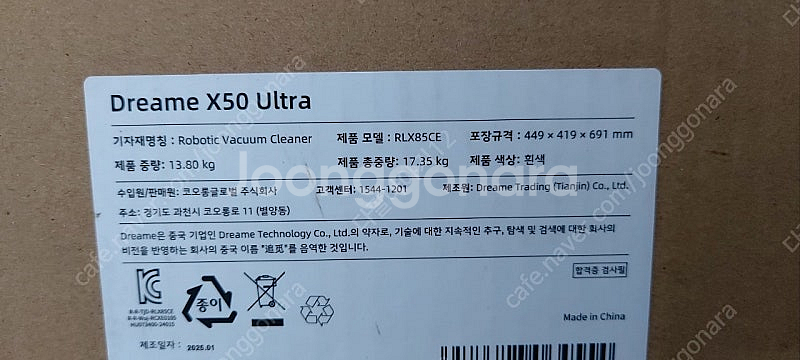 Dreame X50 Ultra
기자재명칭 : Robotic Vacuum Cleaner 제품 모델 : RLX85CE 포장규격 : 449 × 419 × 691 mm
제품 중량: 13.80 kg 제품 총중량: 17.35 kg 제품 색상: 흰색
수입원/판매원: 코오롱글로벌 주식회사 고객센터: 1544-1201 제조원: Dreame Trading (Tianjin) Co., Ltd.
주소: 경기도 과천시 코오롱로 11 (별양동)
Dreame은 중국 기업인 Dreame Technology Co., Ltd.의 약자로, 기술에 대한 지속적인 추구, 탐색 및 검색에 대한 회사의
비전을 반영하는 회사의 중국 이름 "追觅"를 음역한 것입니다.
합격증 검사필
종이
R-R-TJD-RLX85CE
Made in China
제조일자 : 2025.01
Joonggonara
cafe.naver.com/joonggonara